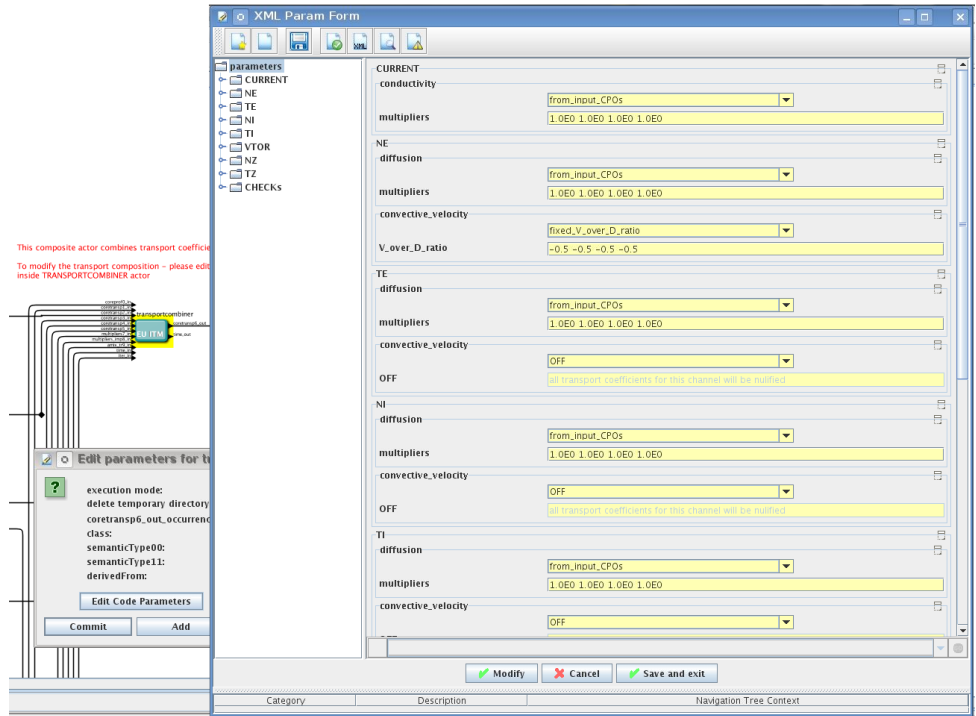 XML Param Form
parameters
CURRENT
NE
TE
NI
TI
VTOR
NZ
TZ
CHECKs
CURRENT
conductivity
from_input_CPOs
multipliers
1.0E0 1.0E0 1.0E0 1.0E0
NE
diffusion
from_input_CPOs
multipliers
1.0E0 1.0E0 1.0E0 1.0E0
convective_velocity
fixed_V_over_D_ratio
V_over_D_ratio
-0.5 -0.5 -0.5 -0.5
TE
diffusion
from_input_CPOs
multipliers
1.0E0 1.0E0 1.0E0 1.0E0
convective_velocity
OFF
OFF
all transport coefficients for this channel will be nullified
NI
diffusion
from_input_CPOs
multipliers
1.0E0 1.0E0 1.0E0 1.0E0
convective_velocity
OFF
OFF
all transport coefficients for this channel will be nullified
TI
diffusion
from_input_CPOs
multipliers
1.0E0 1.0E0 1.0E0 1.0E0
convective_velocity
OFF
Modify
Cancel
Save and exit
Category
Description
Navigation Tree Context
This composite actor combines transport coefficie
To modify the transport composition - please edit
inside TRANSPORTCOMBINER actor
transportcombiner
EU ITM
coretransp6_out
time_out
Edit parameters for t
execution mode:
delete temporary directory
coretransp6_out_occurrenc
class:
semanticType00:
semanticType11:
derivedFrom:
Edit Code Parameters
Commit
Add